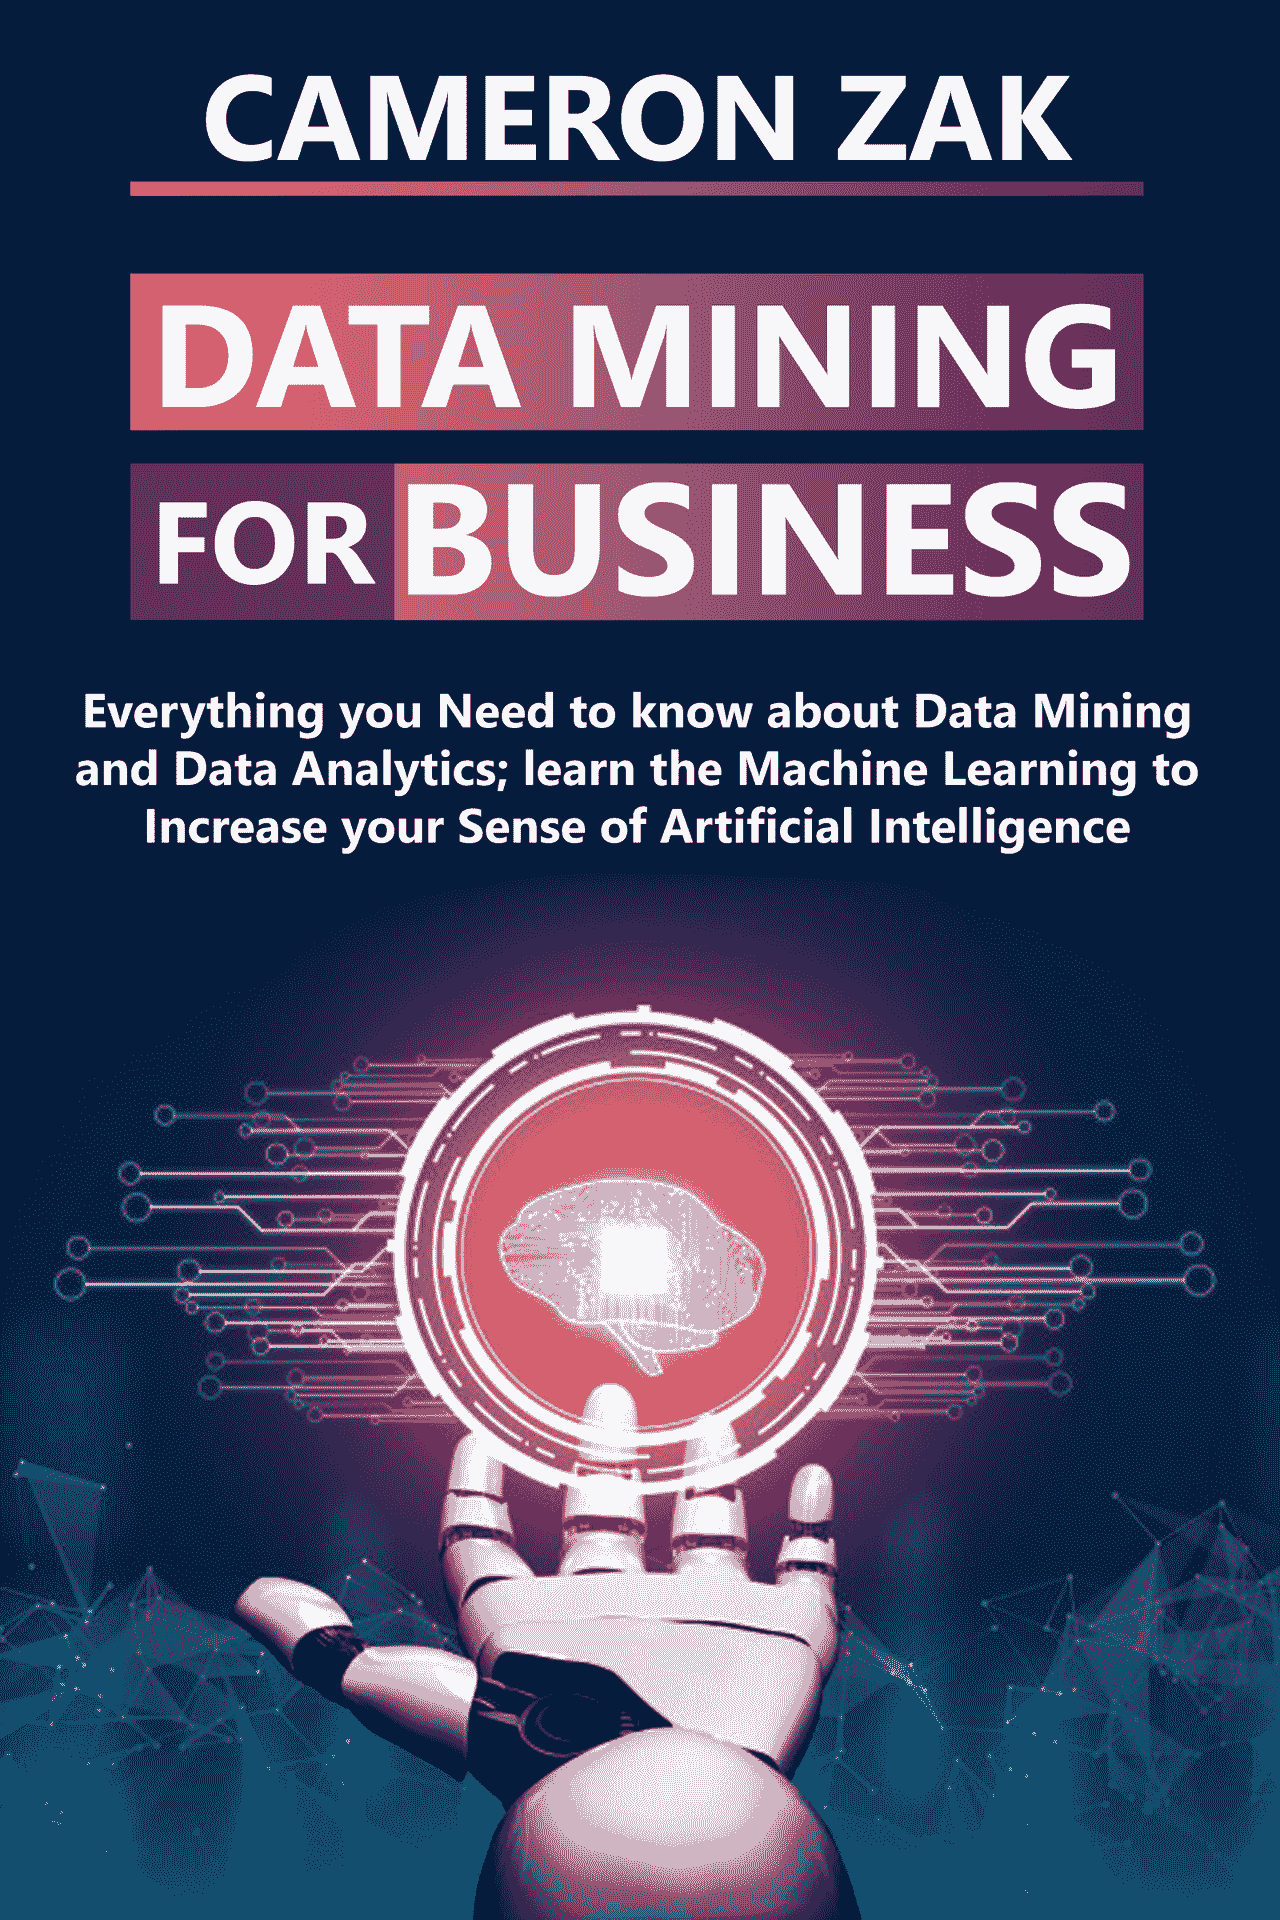 CAMERON ZAK
DATA MINING
FOR BUSINESS
Everything you Need to know about Data Mining
and Data Analytics; learn the Machine Learning to
Increase your Sense of Artificial Intelligence